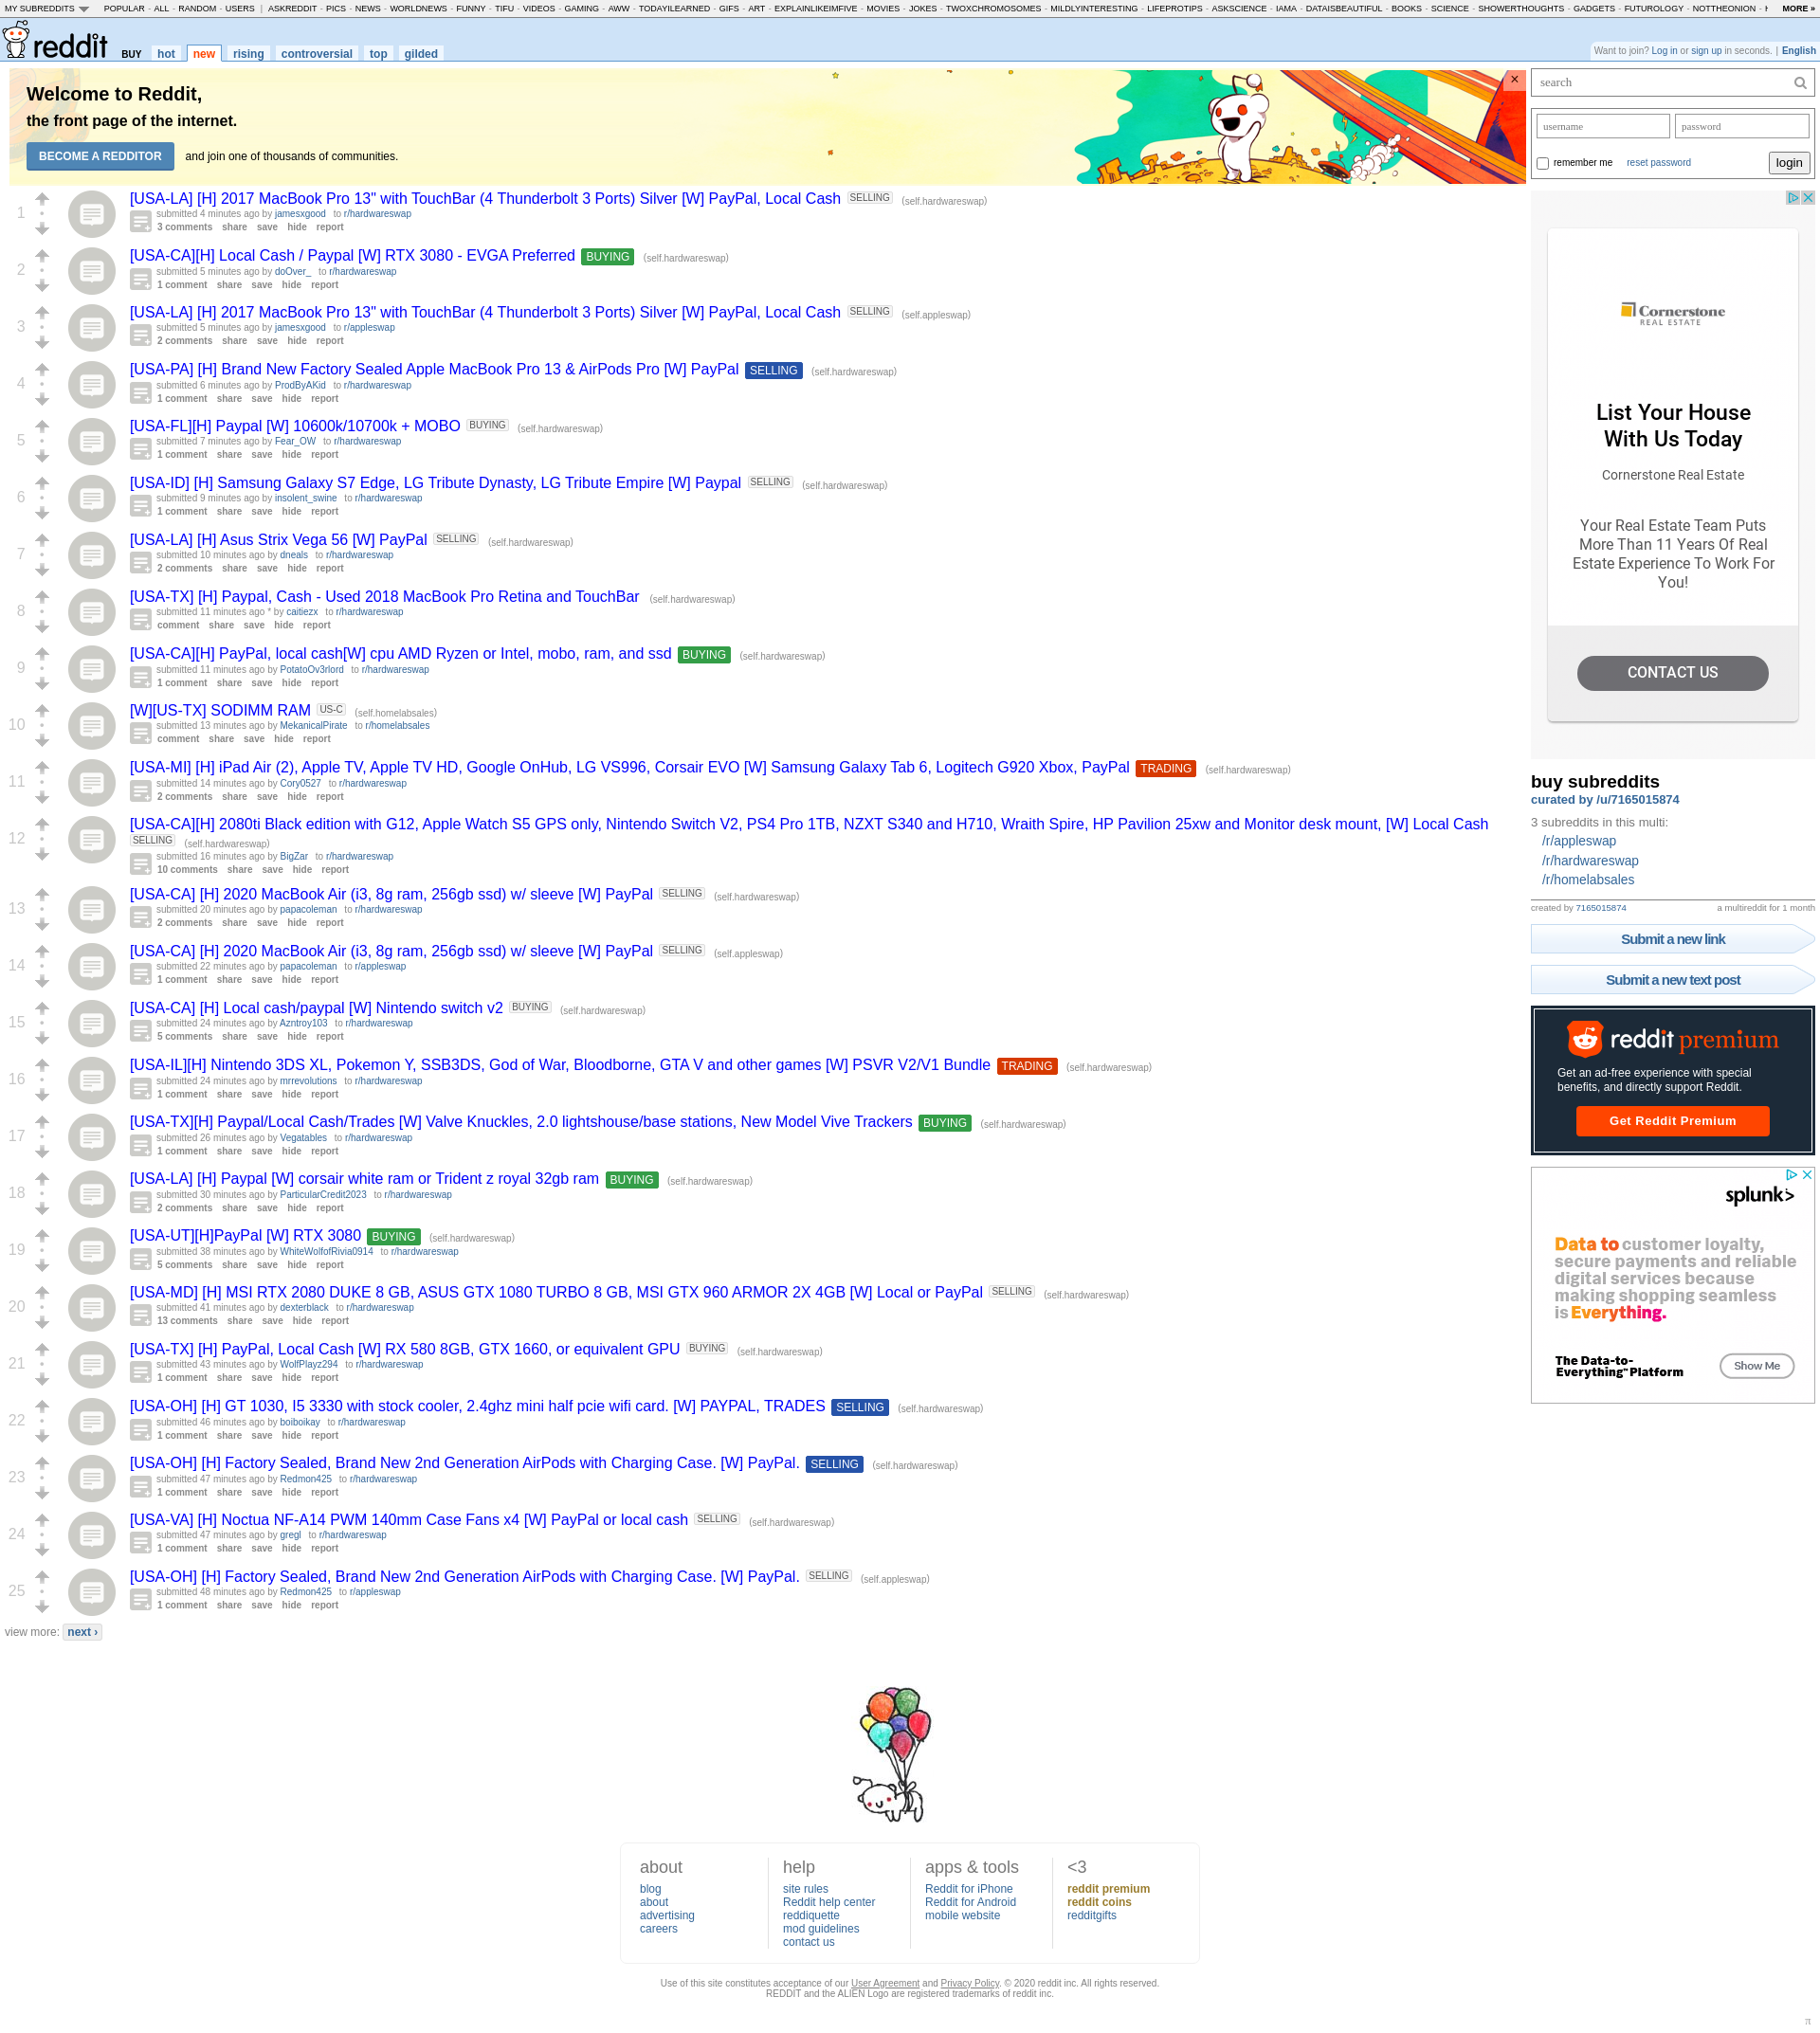 MY SUBREDDITS POPULAR - ALL - RANDOM - USERS | ASKREDDIT - PICS - NEWS - WORLDNEWS - FUNNY - TIFU - VIDEOS - GAMING - AWW - TODAYILEARNED - GIFS - ART - EXPLAINLIKEIMFIVE - MOVIES - JOKES - TWOXCHROMOSOMES - MILDLYINTERESTING - LIFEPROTIPS - ASKSCIENCE - IAMA - DATAISBEAUTIFUL - BOOKS - SCIENCE - SHOWERTHOUGHTS - GADGETS - FUTUROLOGY - NOTTHEONION - MORE »
reddit BUY hot new rising controversial top gilded
Want to join? Log in or sign up in seconds. | English
Welcome to Reddit,
the front page of the internet.
BECOME A REDDITOR and join one of thousands of communities.
×
1
[USA-LA] [H] 2017 MacBook Pro 13" with TouchBar (4 Thunderbolt 3 Ports) Silver [W] PayPal, Local Cash SELLING (self.hardwareswap)
submitted 4 minutes ago by jamesxgood to r/hardwareswap
3 comments share save hide report
2
[USA-CA][H] Local Cash / Paypal [W] RTX 3080 - EVGA Preferred BUYING (self.hardwareswap)
submitted 5 minutes ago by doOver_ to r/hardwareswap
1 comment share save hide report
3
[USA-LA] [H] 2017 MacBook Pro 13" with TouchBar (4 Thunderbolt 3 Ports) Silver [W] PayPal, Local Cash SELLING (self.appleswap)
submitted 5 minutes ago by jamesxgood to r/appleswap
2 comments share save hide report
4
[USA-PA] [H] Brand New Factory Sealed Apple MacBook Pro 13 & AirPods Pro [W] PayPal SELLING (self.hardwareswap)
submitted 6 minutes ago by ProdByAKid to r/hardwareswap
1 comment share save hide report
5
[USA-FL][H] Paypal [W] 10600k/10700k + MOBO BUYING (self.hardwareswap)
submitted 7 minutes ago by Fear_OW to r/hardwareswap
1 comment share save hide report
6
[USA-ID] [H] Samsung Galaxy S7 Edge, LG Tribute Dynasty, LG Tribute Empire [W] Paypal SELLING (self.hardwareswap)
submitted 9 minutes ago by insolent_swine to r/hardwareswap
1 comment share save hide report
7
[USA-LA] [H] Asus Strix Vega 56 [W] PayPal SELLING (self.hardwareswap)
submitted 10 minutes ago by dneals to r/hardwareswap
2 comments share save hide report
8
[USA-TX] [H] Paypal, Cash - Used 2018 MacBook Pro Retina and TouchBar (self.hardwareswap)
submitted 11 minutes ago * by caitiezx to r/hardwareswap
comment share save hide report
9
[USA-CA][H] PayPal, local cash[W] cpu AMD Ryzen or Intel, mobo, ram, and ssd BUYING (self.hardwareswap)
submitted 11 minutes ago by PotatoOv3rlord to r/hardwareswap
1 comment share save hide report
10
[W][US-TX] SODIMM RAM US-C (self.homelabsales)
submitted 13 minutes ago by MekanicalPirate to r/homelabsales
comment share save hide report
11
[USA-MI] [H] iPad Air (2), Apple TV, Apple TV HD, Google OnHub, LG VS996, Corsair EVO [W] Samsung Galaxy Tab 6, Logitech G920 Xbox, PayPal TRADING (self.hardwareswap)
submitted 14 minutes ago by Cory0527 to r/hardwareswap
2 comments share save hide report
12
[USA-CA][H] 2080ti Black edition with G12, Apple Watch S5 GPS only, Nintendo Switch V2, PS4 Pro 1TB, NZXT S340 and H710, Wraith Spire, HP Pavilion 25xw and Monitor desk mount, [W] Local Cash
SELLING (self.hardwareswap)
submitted 16 minutes ago by BigZar to r/hardwareswap
10 comments share save hide report
13
[USA-CA] [H] 2020 MacBook Air (i3, 8g ram, 256gb ssd) w/ sleeve [W] PayPal SELLING (self.hardwareswap)
submitted 20 minutes ago by papacoleman to r/hardwareswap
2 comments share save hide report
14
[USA-CA] [H] 2020 MacBook Air (i3, 8g ram, 256gb ssd) w/ sleeve [W] PayPal SELLING (self.appleswap)
submitted 22 minutes ago by papacoleman to r/appleswap
1 comment share save hide report
15
[USA-CA] [H] Local cash/paypal [W] Nintendo switch v2 BUYING (self.hardwareswap)
submitted 24 minutes ago by Azntroy103 to r/hardwareswap
5 comments share save hide report
16
[USA-IL][H] Nintendo 3DS XL, Pokemon Y, SSB3DS, God of War, Bloodborne, GTA V and other games [W] PSVR V2/V1 Bundle TRADING (self.hardwareswap)
submitted 24 minutes ago by mrrevolutions to r/hardwareswap
1 comment share save hide report
17
[USA-TX][H] Paypal/Local Cash/Trades [W] Valve Knuckles, 2.0 lightshouse/base stations, New Model Vive Trackers BUYING (self.hardwareswap)
submitted 26 minutes ago by Vegatables to r/hardwareswap
1 comment share save hide report
18
[USA-LA] [H] Paypal [W] corsair white ram or Trident z royal 32gb ram BUYING (self.hardwareswap)
submitted 30 minutes ago by ParticularCredit2023 to r/hardwareswap
2 comments share save hide report
19
[USA-UT][H]PayPal [W] RTX 3080 BUYING (self.hardwareswap)
submitted 38 minutes ago by WhiteWolfofRivia0914 to r/hardwareswap
5 comments share save hide report
20
[USA-MD] [H] MSI RTX 2080 DUKE 8 GB, ASUS GTX 1080 TURBO 8 GB, MSI GTX 960 ARMOR 2X 4GB [W] Local or PayPal SELLING (self.hardwareswap)
submitted 41 minutes ago by dexterblack to r/hardwareswap
13 comments share save hide report
21
[USA-TX] [H] PayPal, Local Cash [W] RX 580 8GB, GTX 1660, or equivalent GPU BUYING (self.hardwareswap)
submitted 43 minutes ago by WolfPlayz294 to r/hardwareswap
1 comment share save hide report
22
[USA-OH] [H] GT 1030, I5 3330 with stock cooler, 2.4ghz mini half pcie wifi card. [W] PAYPAL, TRADES SELLING (self.hardwareswap)
submitted 46 minutes ago by boiboikay to r/hardwareswap
1 comment share save hide report
23
[USA-OH] [H] Factory Sealed, Brand New 2nd Generation AirPods with Charging Case. [W] PayPal. SELLING (self.hardwareswap)
submitted 47 minutes ago by Redmon425 to r/hardwareswap
1 comment share save hide report
24
[USA-VA] [H] Noctua NF-A14 PWM 140mm Case Fans x4 [W] PayPal or local cash SELLING (self.hardwareswap)
submitted 47 minutes ago by gregl to r/hardwareswap
1 comment share save hide report
25
[USA-OH] [H] Factory Sealed, Brand New 2nd Generation AirPods with Charging Case. [W] PayPal. SELLING (self.appleswap)
submitted 48 minutes ago by Redmon425 to r/appleswap
1 comment share save hide report
view more: next ›
search
username password
remember me reset password login
Cornerstone
REAL ESTATE
List Your House
With Us Today
Cornerstone Real Estate
Your Real Estate Team Puts
More Than 11 Years Of Real
Estate Experience To Work For
You!
CONTACT US
buy subreddits
curated by /u/7165015874
3 subreddits in this multi:
/r/appleswap
/r/hardwareswap
/r/homelabsales
created by 7165015874 a multireddit for 1 month
Submit a new link
Submit a new text post
reddit premium
Get an ad-free experience with special
benefits, and directly support Reddit.
Get Reddit Premium
splunk>
Data to customer loyalty,
secure payments and reliable
digital services because
making shopping seamless
is Everything.
The Data-to-
Everything™ Platform
Show Me
about
blog
about
advertising
careers
help
site rules
Reddit help center
reddiquette
mod guidelines
contact us
apps & tools
Reddit for iPhone
Reddit for Android
mobile website
<3
reddit premium
reddit coins
redditgifts
Use of this site constitutes acceptance of our User Agreement and Privacy Policy. © 2020 reddit inc. All rights reserved.
REDDIT and the ALIEN Logo are registered trademarks of reddit inc.
π